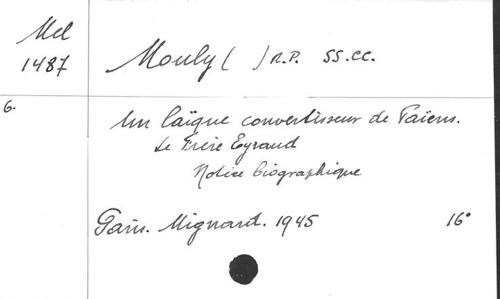 Mel
1487
Mouly ( ) R.P. SS.CC.
6.
Un laïque convertisseur de Païens.
Le Frère Eyraud
Notice biographique
Paris. Mignard. 1945 16°